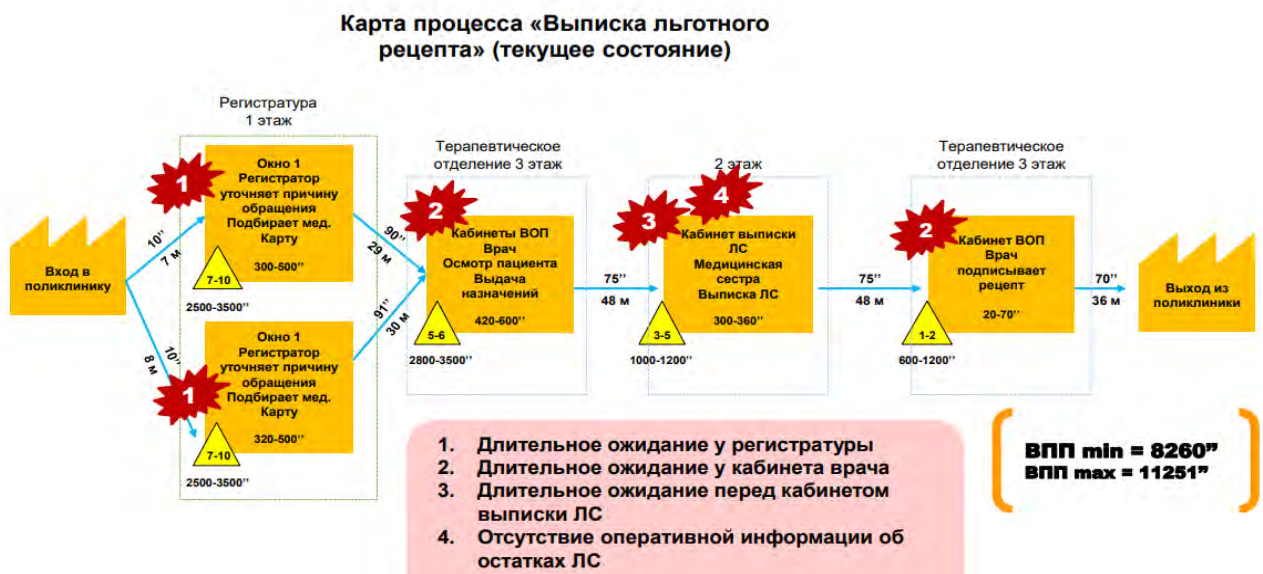 Карта процесса «Выписка льготного
рецепта» (текущее состояние)
Регистратура
1 этаж
Терапевтическое
отделение 3 этаж
2 этаж
Терапевтическое
отделение 3 этаж
Вход в
поликлинику
10’’
7 м
10’’
8 м
1
Окно 1
Регистратор
уточняет причину
обращения
Подбирает мед.
Карту
300-500’’
7-10
2500-3500’’
1
Окно 1
Регистратор
уточняет причину
обращения
Подбирает мед.
Карту
320-500’’
7-10
2500-3500’’
90’’
29 м
91’’
30 м
2
Кабинеты ВОП
Врач
Осмотр пациента
Выдача
назначений
420-600’’
5-6
2800-3500’’
75’’
48 м
3
4
Кабинет выписки
ЛС
Медицинская
сестра
Выписка ЛС
300-360’’
3-5
1000-1200’’
75’’
48 м
2
Кабинет ВОП
Врач
подписывает
рецепт
20-70’’
1-2
600-1200’’
70’’
36 м
Выход из
поликлиники
1. Длительное ожидание у регистратуры
2. Длительное ожидание у кабинета врача
3. Длительное ожидание перед кабинетом
выписки ЛС
4. Отсутствие оперативной информации об
остатках ЛС
ВПП min = 8260”
ВПП max = 11251”